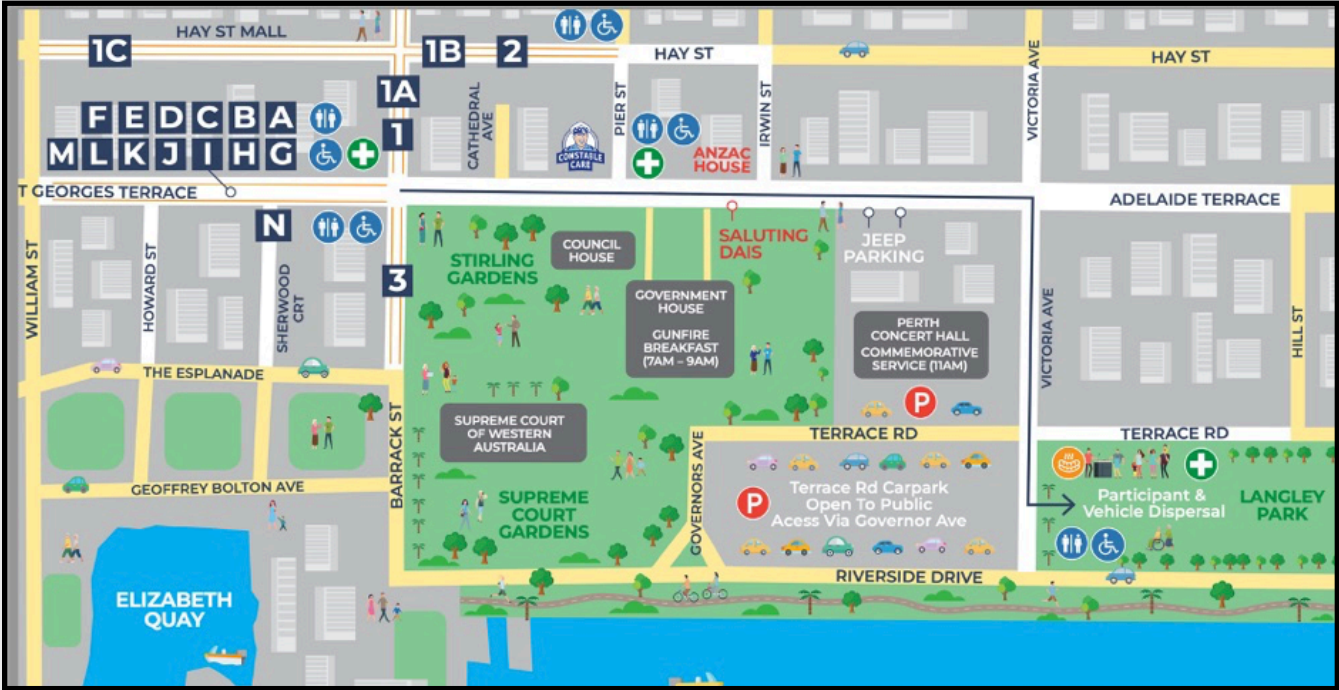 HAY ST MALL
1C
1B
2
HAY ST
HAY ST
1A
CATHEDRAL
AVE
PIER ST
IRWIN ST
VICTORIA AVE
F E D C B A
1
CONSTABLE
CARE
ANZAC
HOUSE
M L K J I H G
T GEORGES TERRACE
ADELAIDE TERRACE
N
WILLIAM ST
HOWARD ST
SHERWOOD
CRT
3
STIRLING
GARDENS
COUNCIL
HOUSE
SALUTING
DAIS
JEEP
PARKING
GOVERNMENT
HOUSE
GUNFIRE
BREAKFAST
(7AM – 9AM)
PERTH
CONCERT HALL
COMMEMORATIVE
SERVICE (11AM)
VICTORIA AVE
HILL ST
THE ESPLANADE
P
BARRACK ST
SUPREME COURT
OF WESTERN
AUSTRALIA
TERRACE RD
TERRACE RD
GEOFFREY BOLTON AVE
SUPREME
COURT
GARDENS
GOVERNORS AVE
P
Terrace Rd Carpark
Open To Public
Acess Via Governor Ave
Participant &
Vehicle Dispersal
LANGLEY
PARK
RIVERSIDE DRIVE
ELIZABETH
QUAY